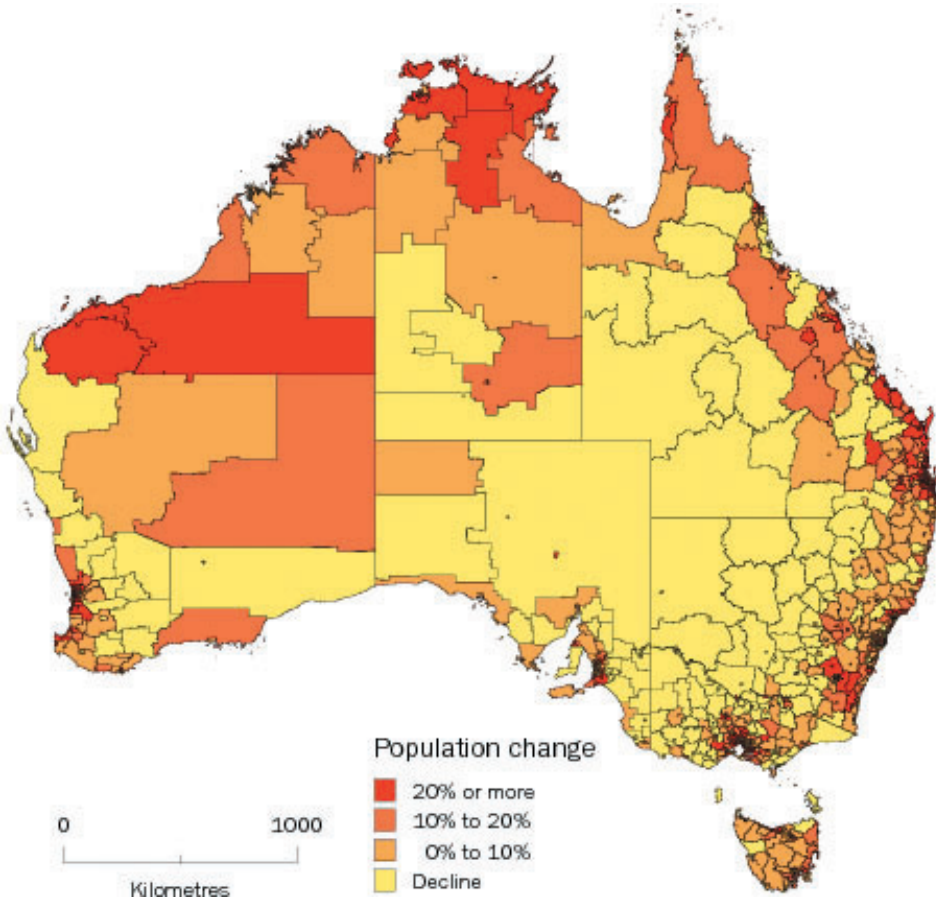 Population change
20% or more
10% to 20%
0% to 10%
Decline
0 1000
Kilometres